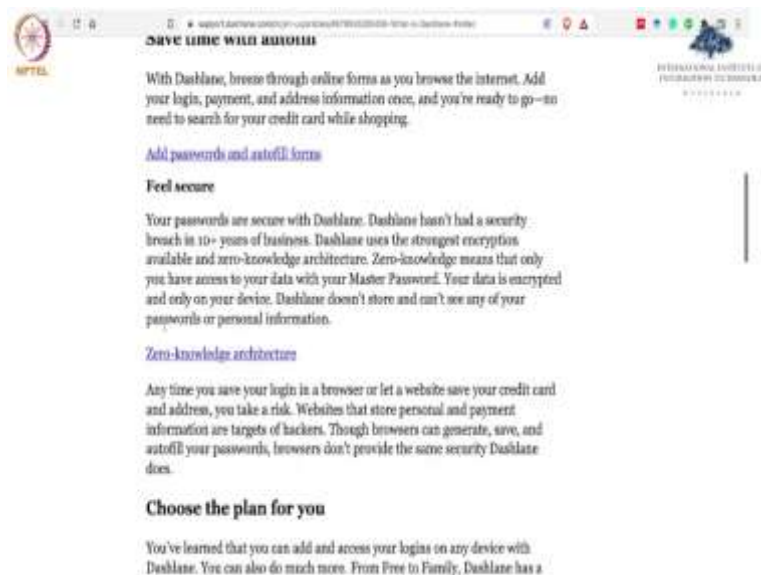 Save time with autofill
NPTEL
INTERNATIONAL INSTITUTE OF
INFORMATION TECHNOLOGY
HYDERABAD
With Dashlane, breeze through online forms as you browse the internet. Add
your login, payment, and address information once, and you're ready to go—no
need to search for your credit card while shopping.
Add passwords and autofill forms
Feel secure
Your passwords are secure with Dashlane. Dashlane hasn't had a security
breach in 10+ years of business. Dashlane uses the strongest encryption
available and zero-knowledge architecture. Zero-knowledge means that only
you have access to your data with your Master Password. Your data is encrypted
and only on your device. Dashlane doesn't store and can't see any of your
passwords or personal information.
Zero-knowledge architecture
Any time you save your login in a browser or let a website save your credit card
and address, you take a risk. Websites that store personal and payment
information are targets of hackers. Though browsers can generate, save, and
autofill your passwords, browsers don't provide the same security Dashlane
does.
Choose the plan for you
You've learned that you can add and access your logins on any device with
Dashlane. You can also do much more. From Free to Family, Dashlane has a